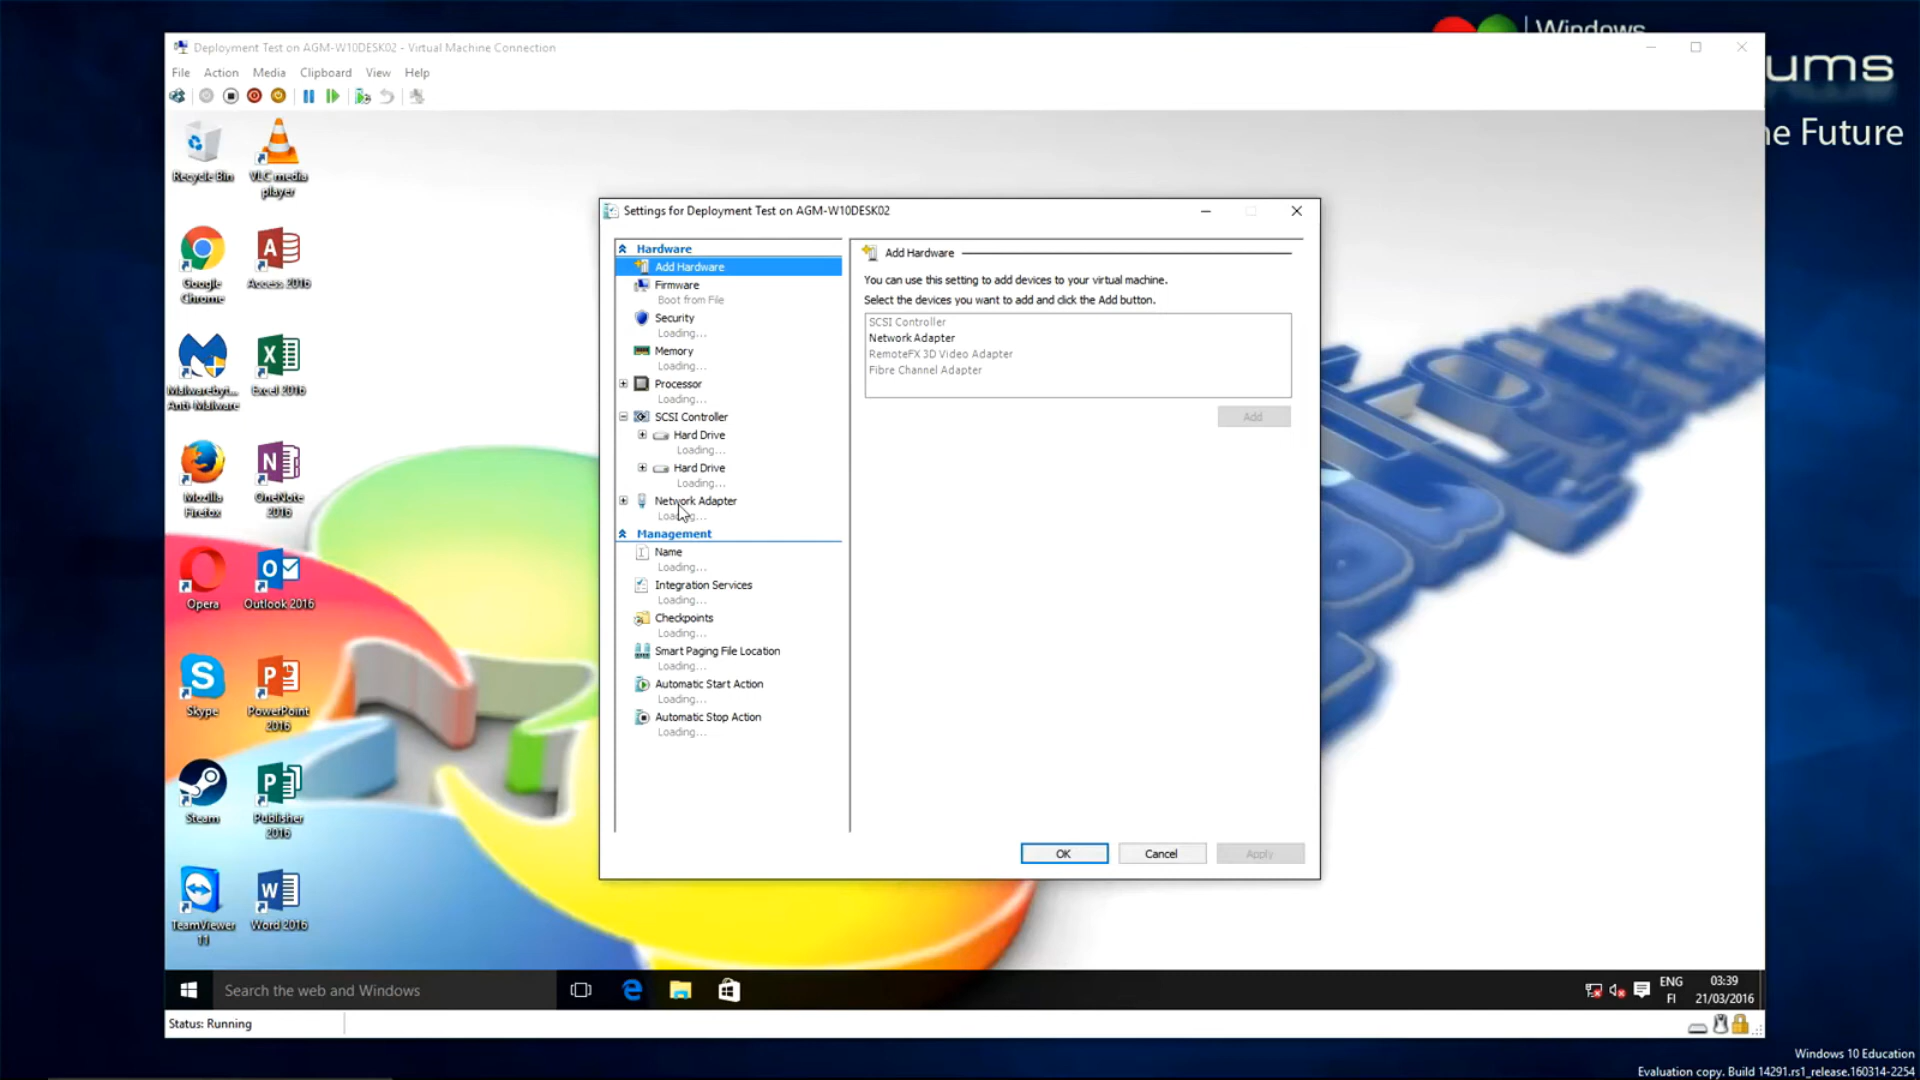 Windows
ums
he Future
Deployment Test on AGM-W10DESK02 - Virtual Machine Connection
File Action Media Clipboard View Help
Recycle Bin
VLC media player
Google Chrome
Access 2016
Malwarebyt... Anti-Malware
Excel 2016
Mozilla Firefox
OneNote 2016
Opera
Outlook 2016
Skype
PowerPoint 2016
Steam
Publisher 2016
TeamViewer 11
Word 2016
Settings for Deployment Test on AGM-W10DESK02
Hardware
Add Hardware
Firmware
Boot from File
Security
Loading...
Memory
Loading...
Processor
Loading...
SCSI Controller
Hard Drive
Loading...
Hard Drive
Loading...
Network Adapter
Loading...
Management
Name
Loading...
Integration Services
Loading...
Checkpoints
Loading...
Smart Paging File Location
Loading...
Automatic Start Action
Loading...
Automatic Stop Action
Loading...
Add Hardware
You can use this setting to add devices to your virtual machine.
Select the devices you want to add and click the Add button.
SCSI Controller
Network Adapter
RemoteFX 3D Video Adapter
Fibre Channel Adapter
Add
OK Cancel Apply
Search the web and Windows
ENG
FI
03:39
21/03/2016
Status: Running
Windows 10 Education
Evaluation copy. Build 14291.rs1_release.160314-2254